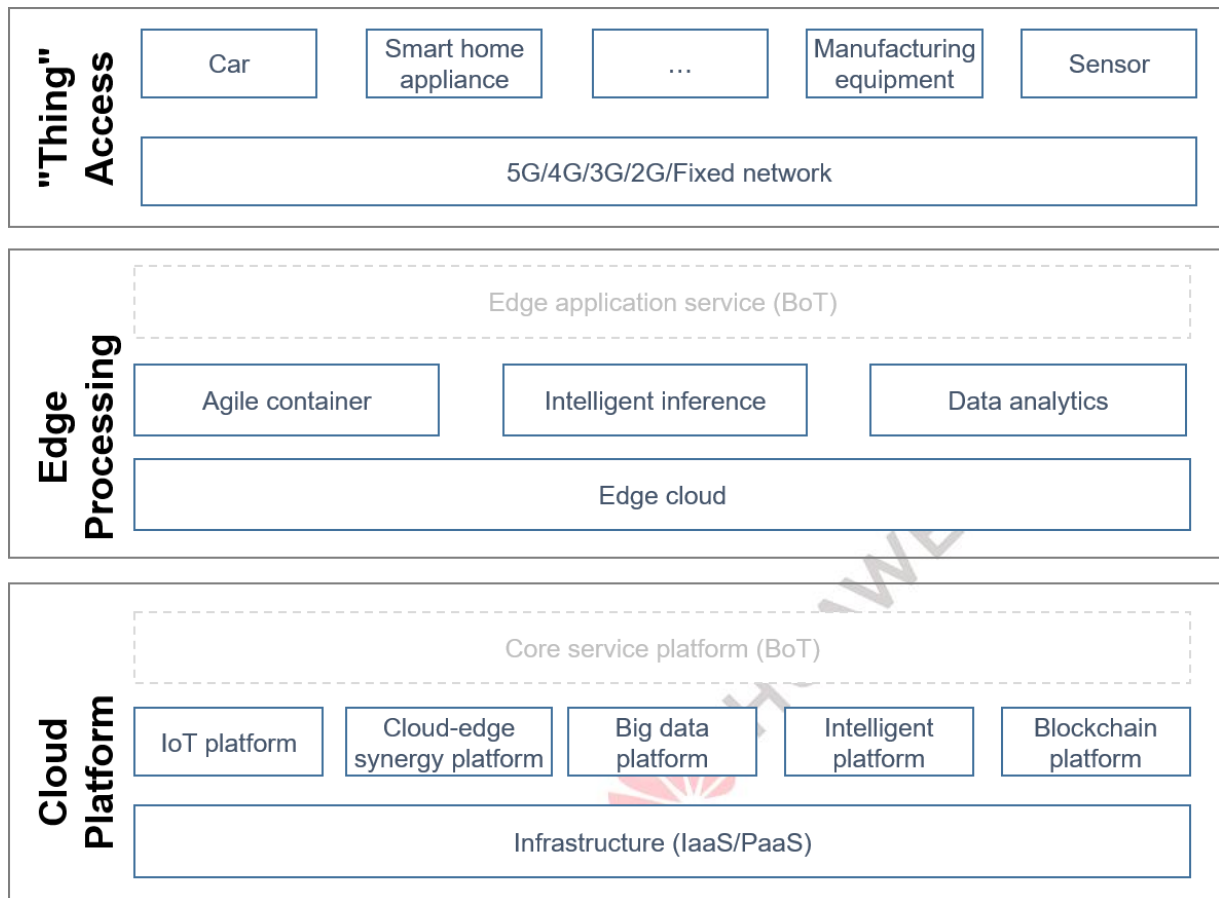 "Thing"
Access
Car
Smart home
appliance
…
Manufacturing
equipment
Sensor
5G/4G/3G/2G/Fixed network
Edge
Processing
Edge application service (BoT)
Agile container
Intelligent inference
Data analytics
Edge cloud
Cloud
Platform
Core service platform (BoT)
IoT platform
Cloud-edge
synergy platform
Big data
platform
Intelligent
platform
Blockchain
platform
Infrastructure (IaaS/PaaS)